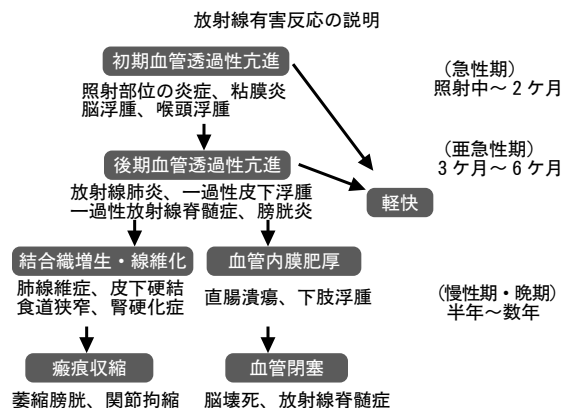 放射線有害反応の説明
初期血管透過性亢進
照射部位の炎症、粘膜炎
脳浮腫、喉頭浮腫
(急性期)
照射中～2ケ月
後期血管透過性亢進
放射線肺炎、一過性皮下浮腫
一過性放射線脊髄症、膀胱炎
(亜急性期)
3ケ月～6ケ月
軽快
結合織増生・線維化
肺線維症、皮下硬結
食道狭窄、腎硬化症
血管内膜肥厚
直腸潰瘍、下肢浮腫
(慢性期・晩期)
半年～数年
瘢痕収縮
萎縮膀胱、関節拘縮
血管閉塞
脳壊死、放射線脊髄症